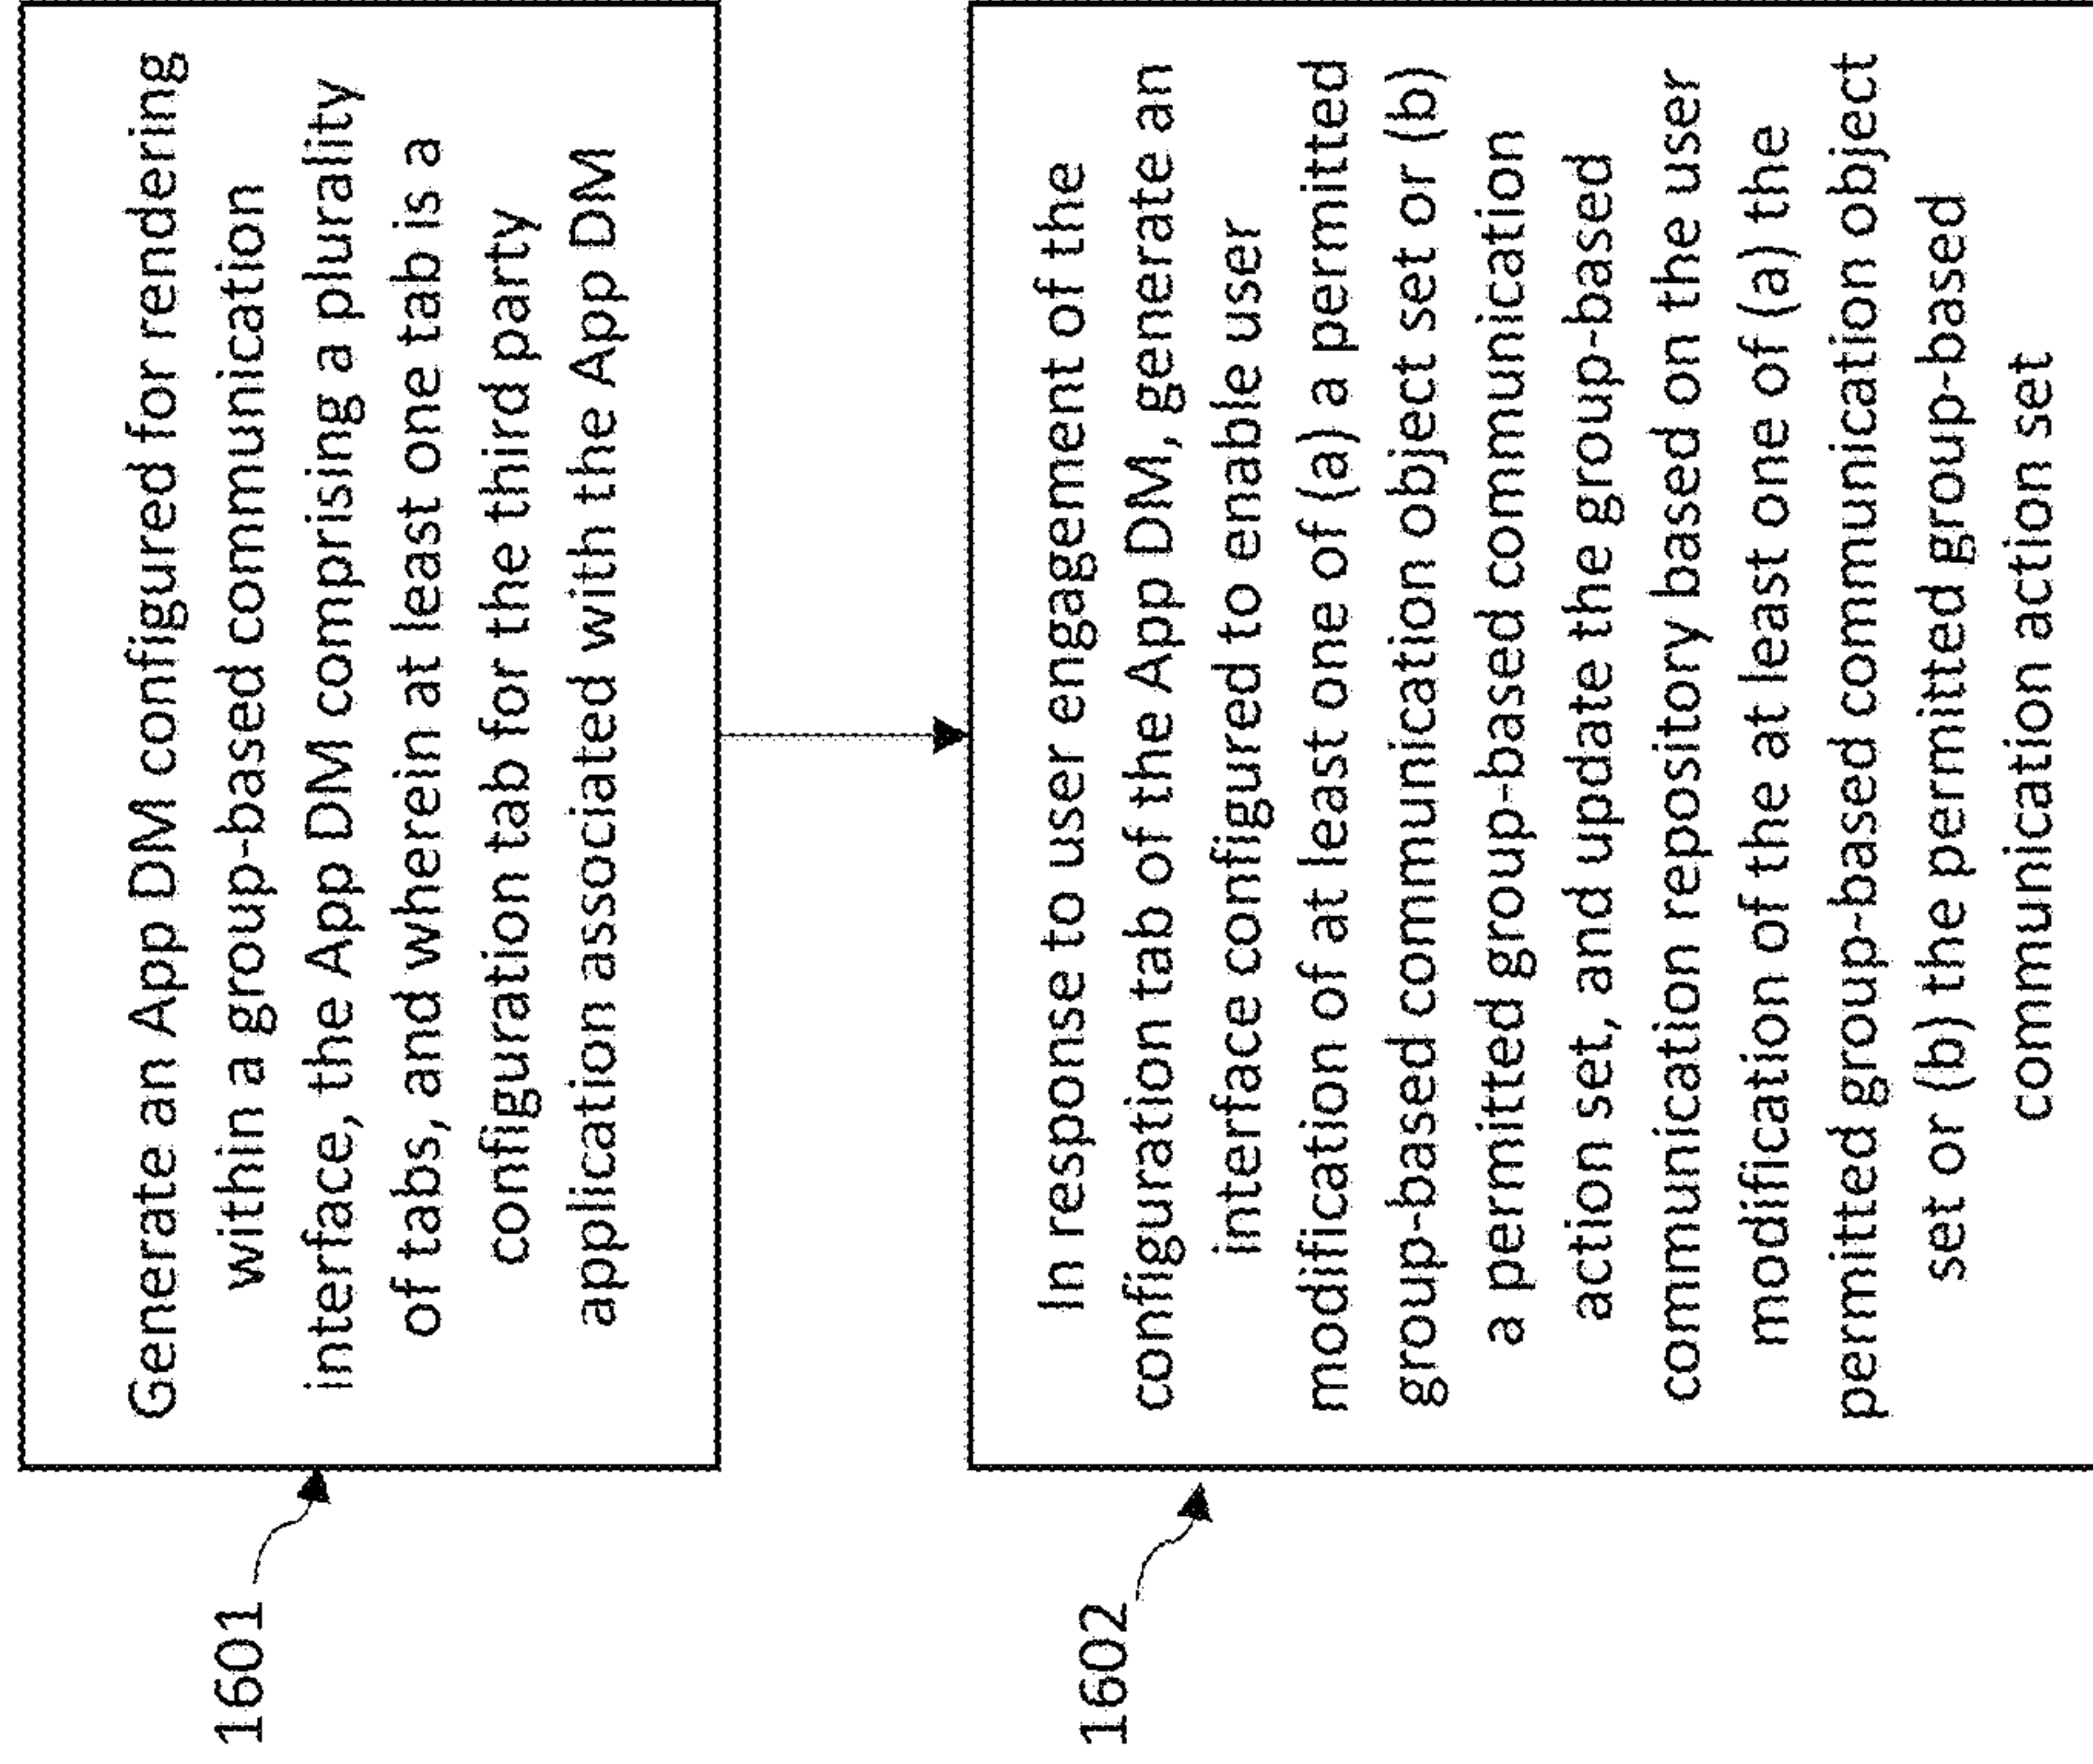 1601
Generate an App DM configured for rendering
within a group-based communication
interface, the App DM comprising a plurality
of tabs, and wherein at least one tab is a
configuration tab for the third party
application associated with the App DM
1602
In response to user engagement of the
configuration tab of the App DM, generate an
interface configured to enable user
modification of at least one of (a) a permitted
group-based communication object set or (b)
a permitted group-based communication
action set, and update the group-based
communication repository based on the user
modification of the at least one of (a) the
permitted group-based communication object
set or (b) the permitted group-based
communication action set